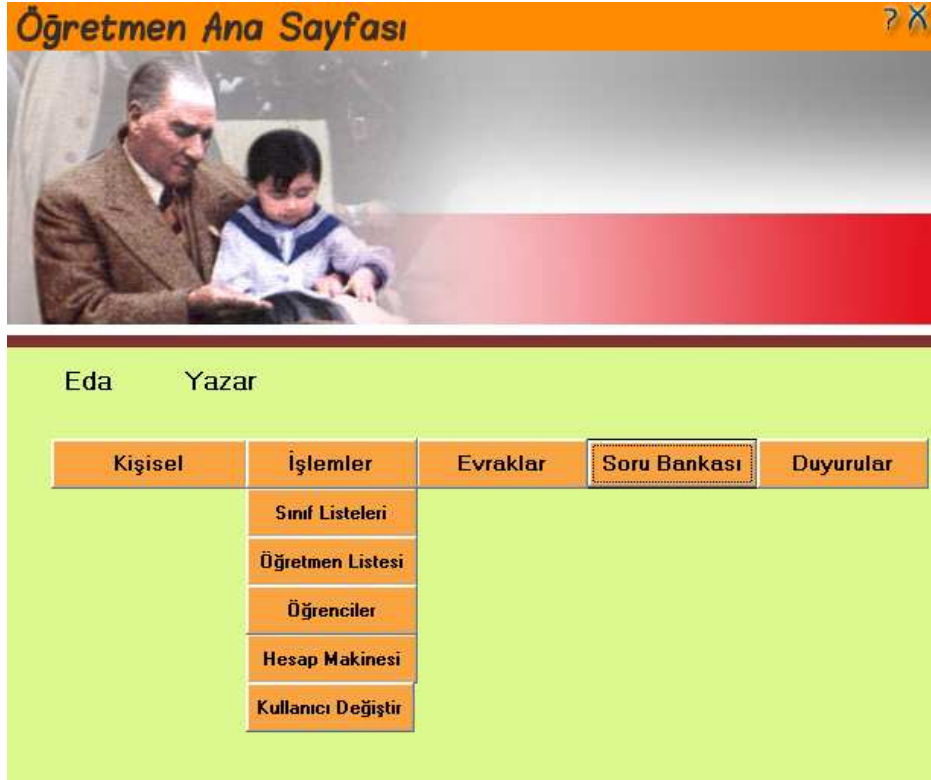 Öğretmen Ana Sayfası ? X
Eda Yazar
Kişisel İşlemler Evraklar Soru Bankası Duyurular
Sınıf Listeleri
Öğretmen Listesi
Öğrenciler
Hesap Makinesi
Kullanıcı Değiştir